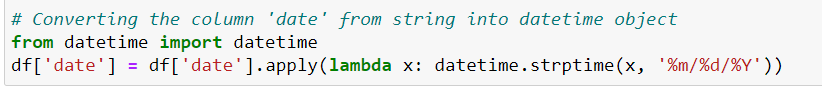 # Converting the column 'date' from string into datetime object
from datetime import datetime
df['date'] = df['date'].apply(lambda x: datetime.strptime(x, '%m/%d/%Y'))